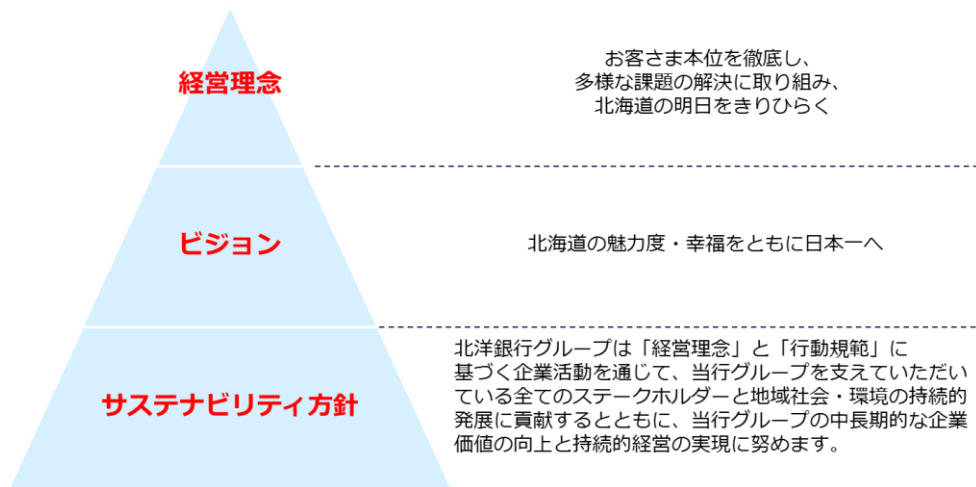 経営理念
お客さま本位を徹底し、
多様な課題の解決に取り組み、
北海道の明日をきりひらく
ビジョン
北海道の魅力度・幸福をともに日本一へ
サステナビリティ方針
北洋銀行グループは「経営理念」と「行動規範」に
基づく企業活動を通じて、当行グループを支えていただい
ている全てのステークホルダーと地域社会・環境の持続的
発展に貢献するとともに、当行グループの中長期的な企業
価値の向上と持続的経営の実現に努めます。